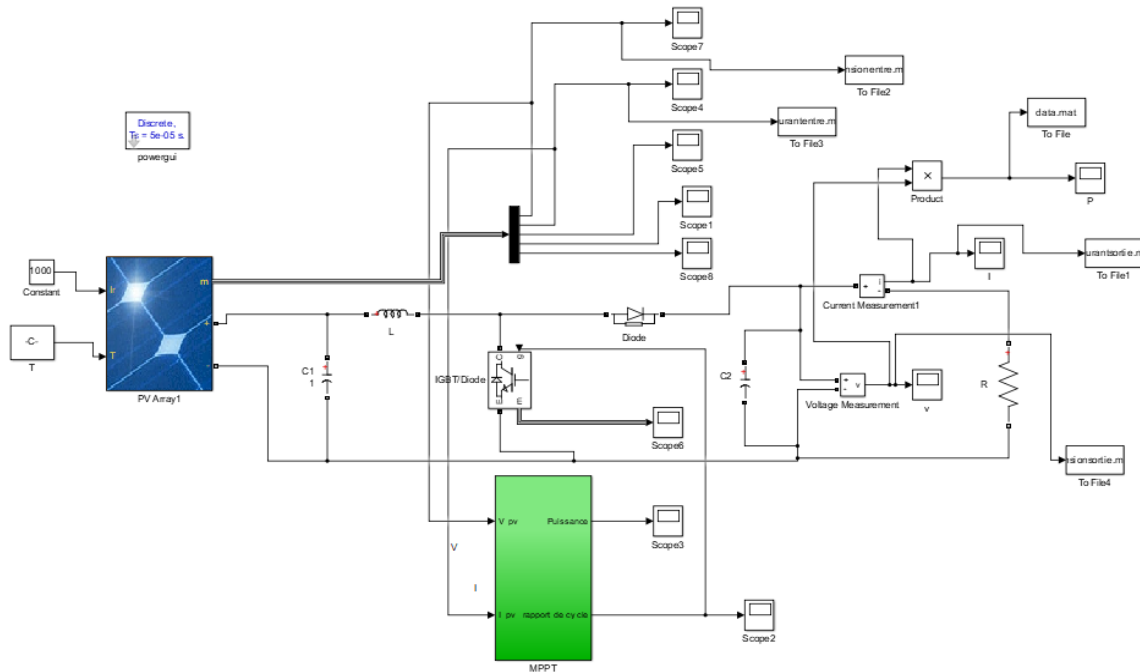 Scope7
nsionentre.m
To File2
Scope4
urantentre.m
To File3
Discrete,
Ts = 5e-05 s.
powergui
Scope5
data.mat
To File
×
Product
P
Scope1
Scope8
urantsortie.m
To File1
I
1000
Constant
Ir
m
+
i
+
-
Current Measurement1
L
Diode
-C-
T
T
-
PV Array1
C1
1
+
g
C
IGBT/Diode
E
m
C2
+
+
-
v
Voltage Measurement
v
+
R
Scope6
nsionsortie.m
To File4
V pv
Puissance
Scope3
V
I
I pv
rapport de cycle
Scope2
MPPT